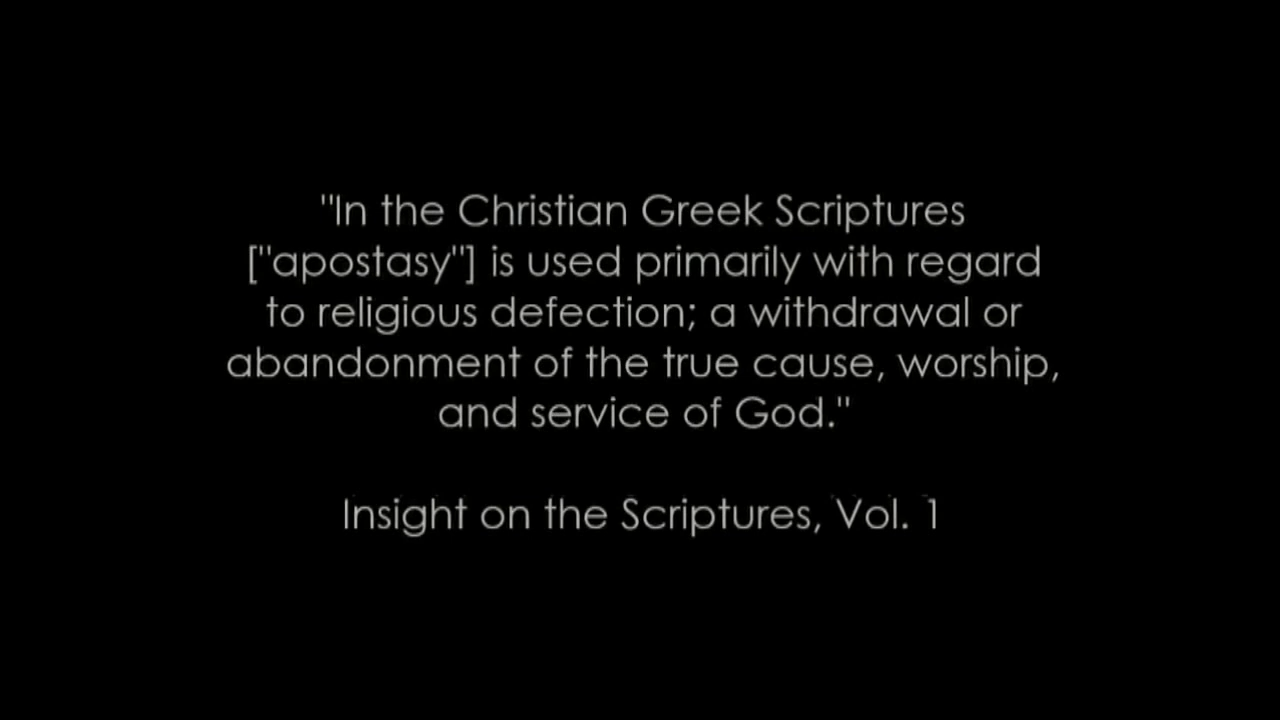 "In the Christian Greek Scriptures
["apostasy"] is used primarily with regard
to religious defection; a withdrawal or
abandonment of the true cause, worship,
and service of God."
Insight on the Scriptures, Vol. 1